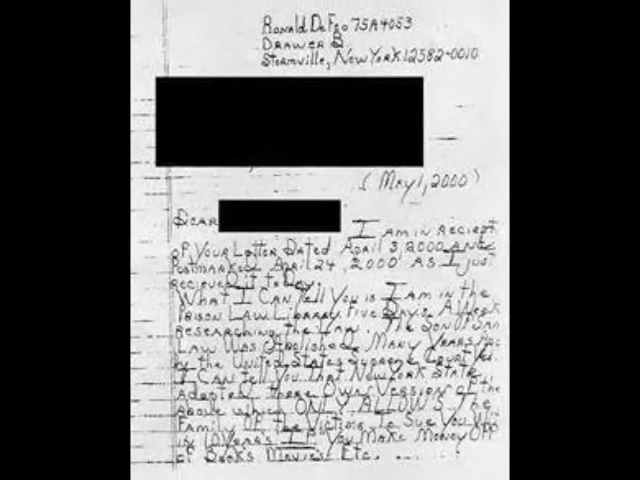 Ronald DeFeo 75A4053
Drawer B
Stormville, New York 12582-0010
(May 1, 2000)
Dear
I am in reciept
of Your Letter Dated April 3, 2000 and
Postmarked April 24, 2000 as I just
recieved it today.
What I can tell You is I am in the
Prison Law Library Five Days A Week
researching the Law. The Son of Sam
Law was Abolished Many Years Ago
by the United States Supreme Court Yes.
I Can tell You that New York State
adopted there own version of the
above which ONLY ALLOWS the
Family of the victims to Sue You
in 10 Years IF You Make Money Off
of Books Movies Etc.....